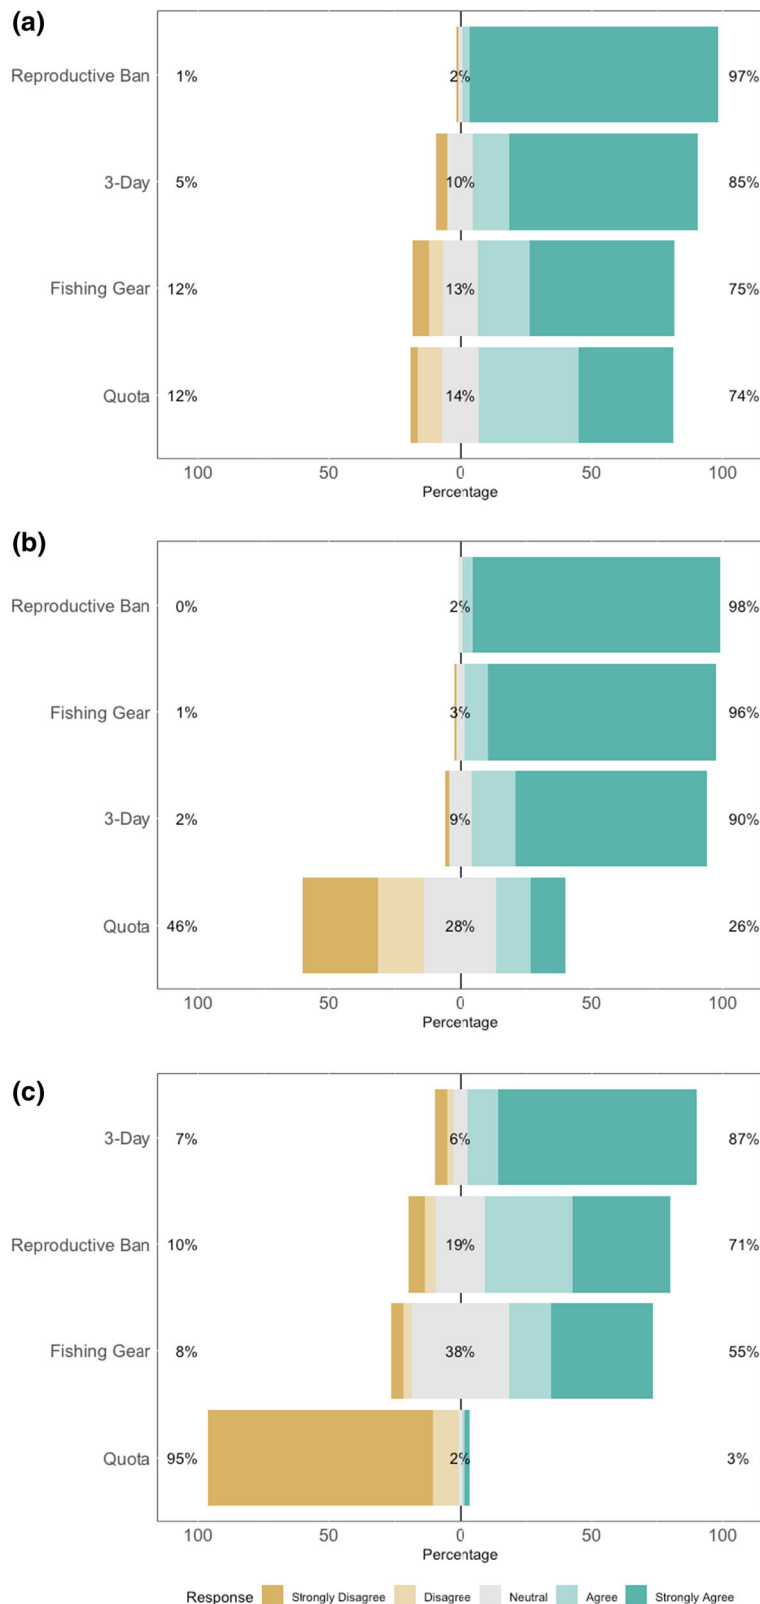 (a)
Reproductive Ban 1% 2% 97%
3-Day 5% 10% 85%
Fishing Gear 12% 13% 75%
Quota 12% 14% 74%
100 50 0 50 100
Percentage
(b)
Reproductive Ban 0% 2% 98%
Fishing Gear 1% 3% 96%
3-Day 2% 9% 90%
Quota 46% 28% 26%
100 50 0 50 100
Percentage
(c)
3-Day 7% 6% 87%
Reproductive Ban 10% 19% 71%
Fishing Gear 8% 38% 55%
Quota 95% 2% 3%
100 50 0 50 100
Percentage
Response Strongly Disagree Disagree Neutral Agree Strongly Agree